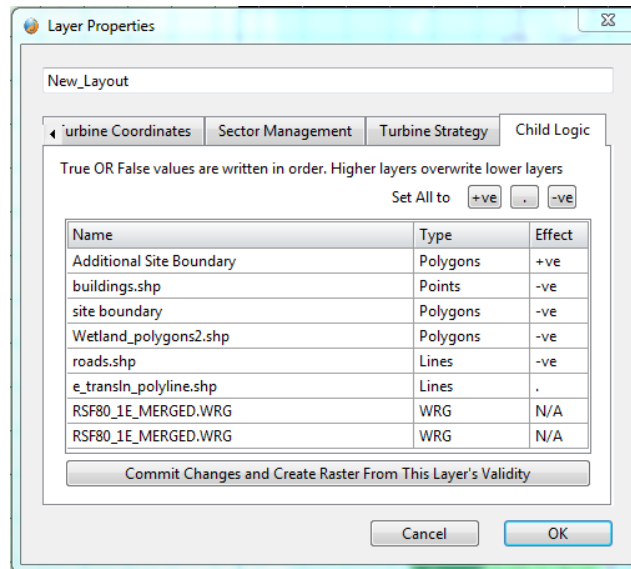 Layer Properties
New_Layout
urbine Coordinates Sector Management Turbine Strategy Child Logic
True OR False values are written in order. Higher layers overwrite lower layers
Set All to +ve . -ve
Name Type Effect
Additional Site Boundary Polygons +ve
buildings.shp Points -ve
site boundary Polygons -ve
Wetland_polygons2.shp Polygons -ve
roads.shp Lines -ve
e_transln_polyline.shp Lines .
RSF80_1E_MERGED.WRG WRG N/A
RSF80_1E_MERGED.WRG WRG N/A
Commit Changes and Create Raster From This Layer's Validity
Cancel OK